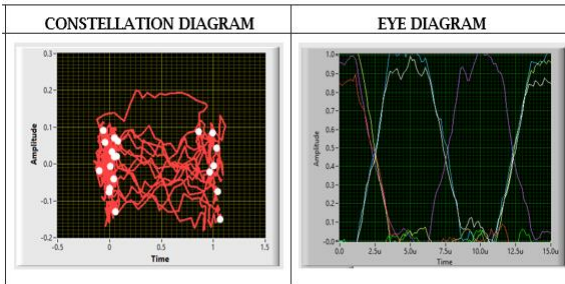 CONSTELLATION DIAGRAM
EYE DIAGRAM
0.3
0.2
0.1
0.0
-0.1
-0.2
Amplitude
-0.5
0
0.5
1
1.5
Time
1.0
0.9
0.8
0.7
0.6
0.5
0.4
0.3
0.2
0.1
-0.0
Amplitude
0.0
2.5u
5.0u
7.5u
10.0u
12.5u
15.0u
Time